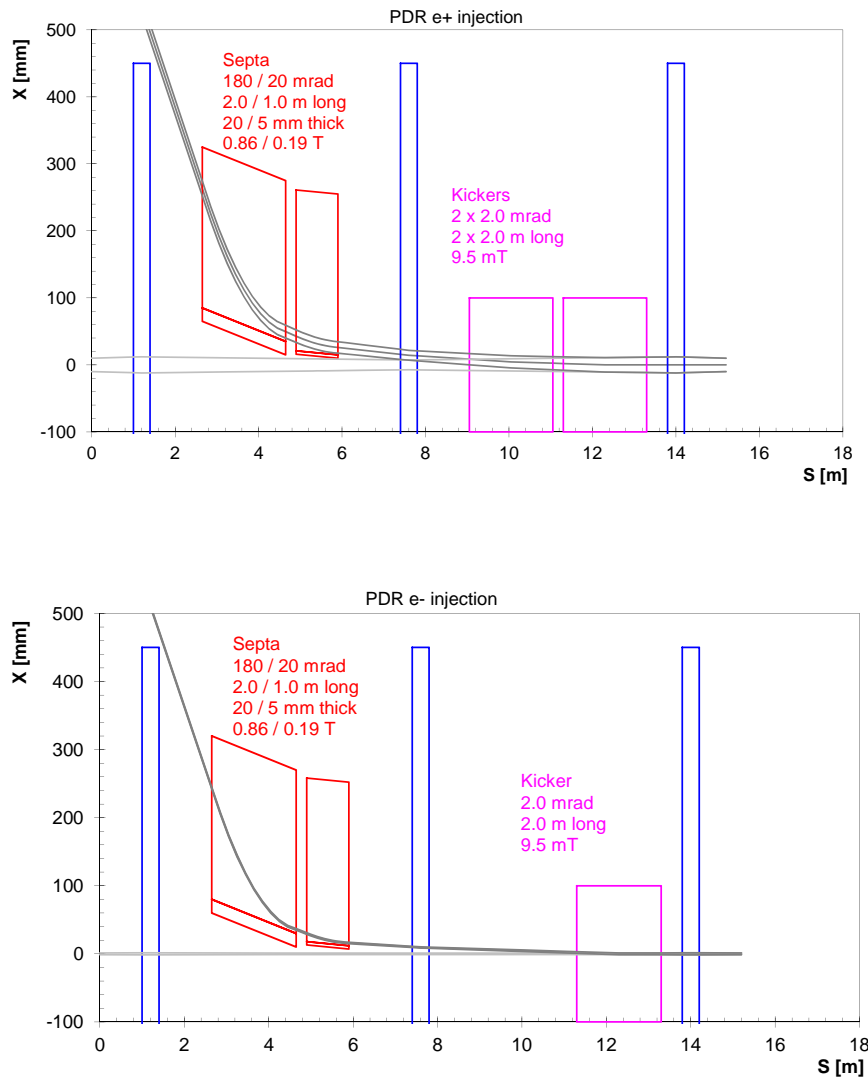 PDR e+ injection
X [mm]
500
400
300
200
100
0
-100
Septa
180 / 20 mrad
2.0 / 1.0 m long
20 / 5 mm thick
0.86 / 0.19 T
Kickers
2 x 2.0 mrad
2 x 2.0 m long
9.5 mT
0 2 4 6 8 10 12 14 16 18
S [m]
PDR e- injection
X [mm]
500
400
300
200
100
0
-100
Septa
180 / 20 mrad
2.0 / 1.0 m long
20 / 5 mm thick
0.86 / 0.19 T
Kicker
2.0 mrad
2.0 m long
9.5 mT
0 2 4 6 8 10 12 14 16 18
S [m]